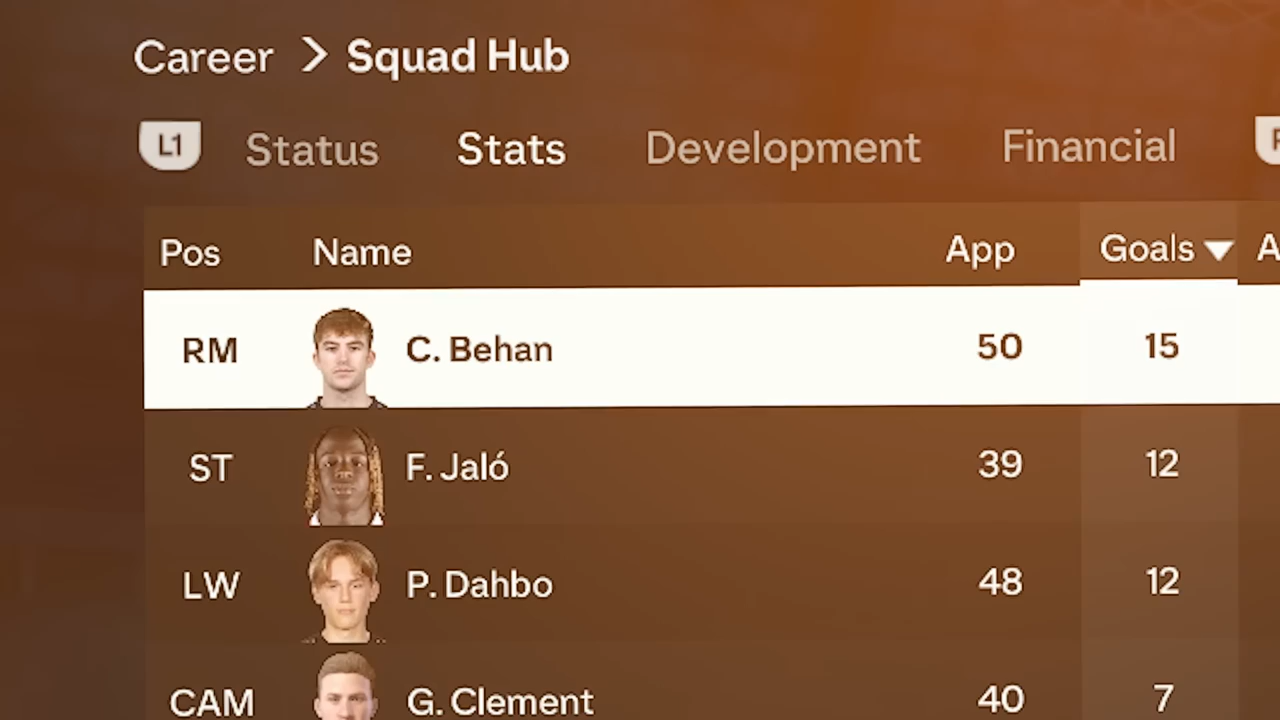 Career > Squad Hub
L1 Status Stats Development Financial
Pos Name App Goals ▼
RM C. Behan 50 15
ST F. Jaló 39 12
LW P. Dahbo 48 12
CAM G. Clement 40 7